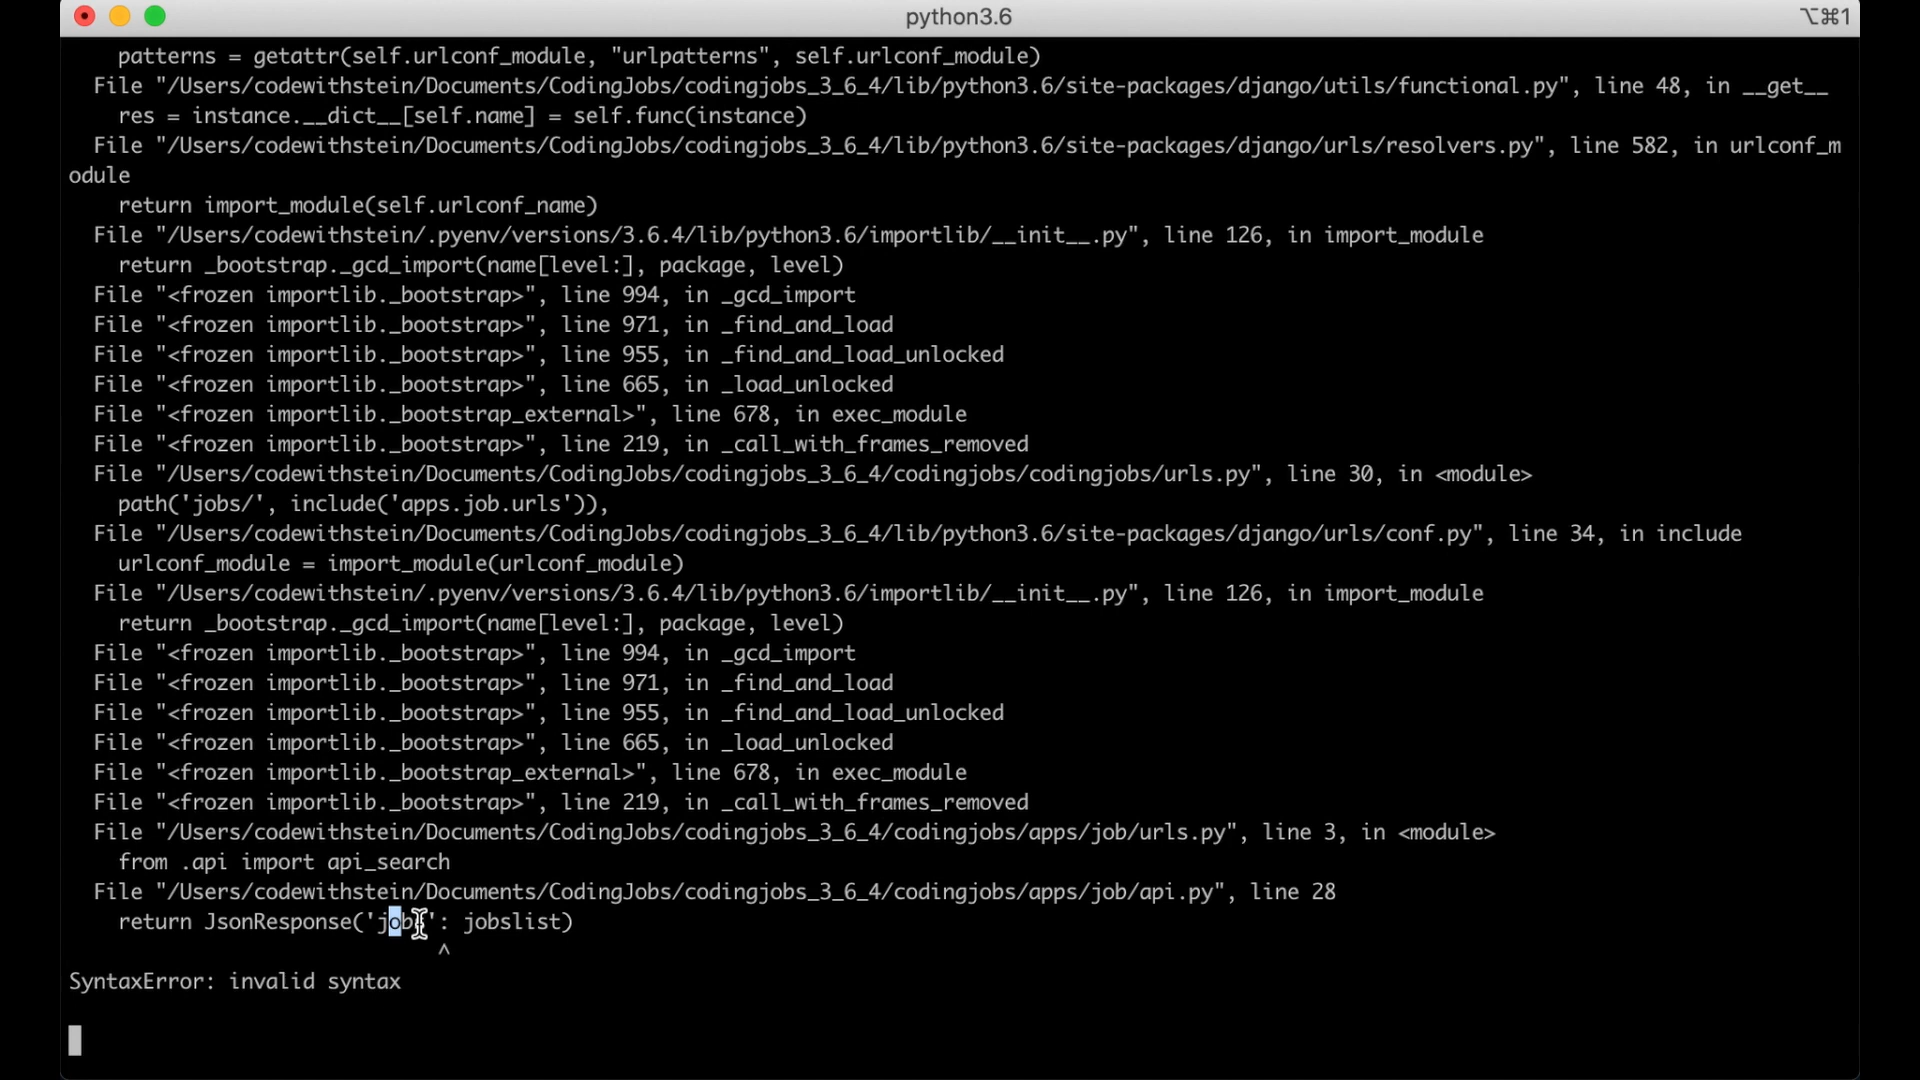 python3.6
⌥⌘1
patterns = getattr(self.urlconf_module, "urlpatterns", self.urlconf_module)
File "/Users/codewithstein/Documents/CodingJobs/codingjobs_3_6_4/lib/python3.6/site-packages/django/utils/functional.py", line 48, in __get__
res = instance.__dict__[self.name] = self.func(instance)
File "/Users/codewithstein/Documents/CodingJobs/codingjobs_3_6_4/lib/python3.6/site-packages/django/urls/resolvers.py", line 582, in urlconf_m
odule
return import_module(self.urlconf_name)
File "/Users/codewithstein/.pyenv/versions/3.6.4/lib/python3.6/importlib/__init__.py", line 126, in import_module
return _bootstrap._gcd_import(name[level:], package, level)
File "<frozen importlib._bootstrap>", line 994, in _gcd_import
File "<frozen importlib._bootstrap>", line 971, in _find_and_load
File "<frozen importlib._bootstrap>", line 955, in _find_and_load_unlocked
File "<frozen importlib._bootstrap>", line 665, in _load_unlocked
File "<frozen importlib._bootstrap_external>", line 678, in exec_module
File "<frozen importlib._bootstrap>", line 219, in _call_with_frames_removed
File "/Users/codewithstein/Documents/CodingJobs/codingjobs_3_6_4/codingjobs/codingjobs/urls.py", line 30, in <module>
path('jobs/', include('apps.job.urls')),
File "/Users/codewithstein/Documents/CodingJobs/codingjobs_3_6_4/lib/python3.6/site-packages/django/urls/conf.py", line 34, in include
urlconf_module = import_module(urlconf_module)
File "/Users/codewithstein/.pyenv/versions/3.6.4/lib/python3.6/importlib/__init__.py", line 126, in import_module
return _bootstrap._gcd_import(name[level:], package, level)
File "<frozen importlib._bootstrap>", line 994, in _gcd_import
File "<frozen importlib._bootstrap>", line 971, in _find_and_load
File "<frozen importlib._bootstrap>", line 955, in _find_and_load_unlocked
File "<frozen importlib._bootstrap>", line 665, in _load_unlocked
File "<frozen importlib._bootstrap_external>", line 678, in exec_module
File "<frozen importlib._bootstrap>", line 219, in _call_with_frames_removed
File "/Users/codewithstein/Documents/CodingJobs/codingjobs_3_6_4/codingjobs/apps/job/urls.py", line 3, in <module>
from .api import api_search
File "/Users/codewithstein/Documents/CodingJobs/codingjobs_3_6_4/codingjobs/apps/job/api.py", line 28
return JsonResponse('jobs': jobslist)
^
SyntaxError: invalid syntax